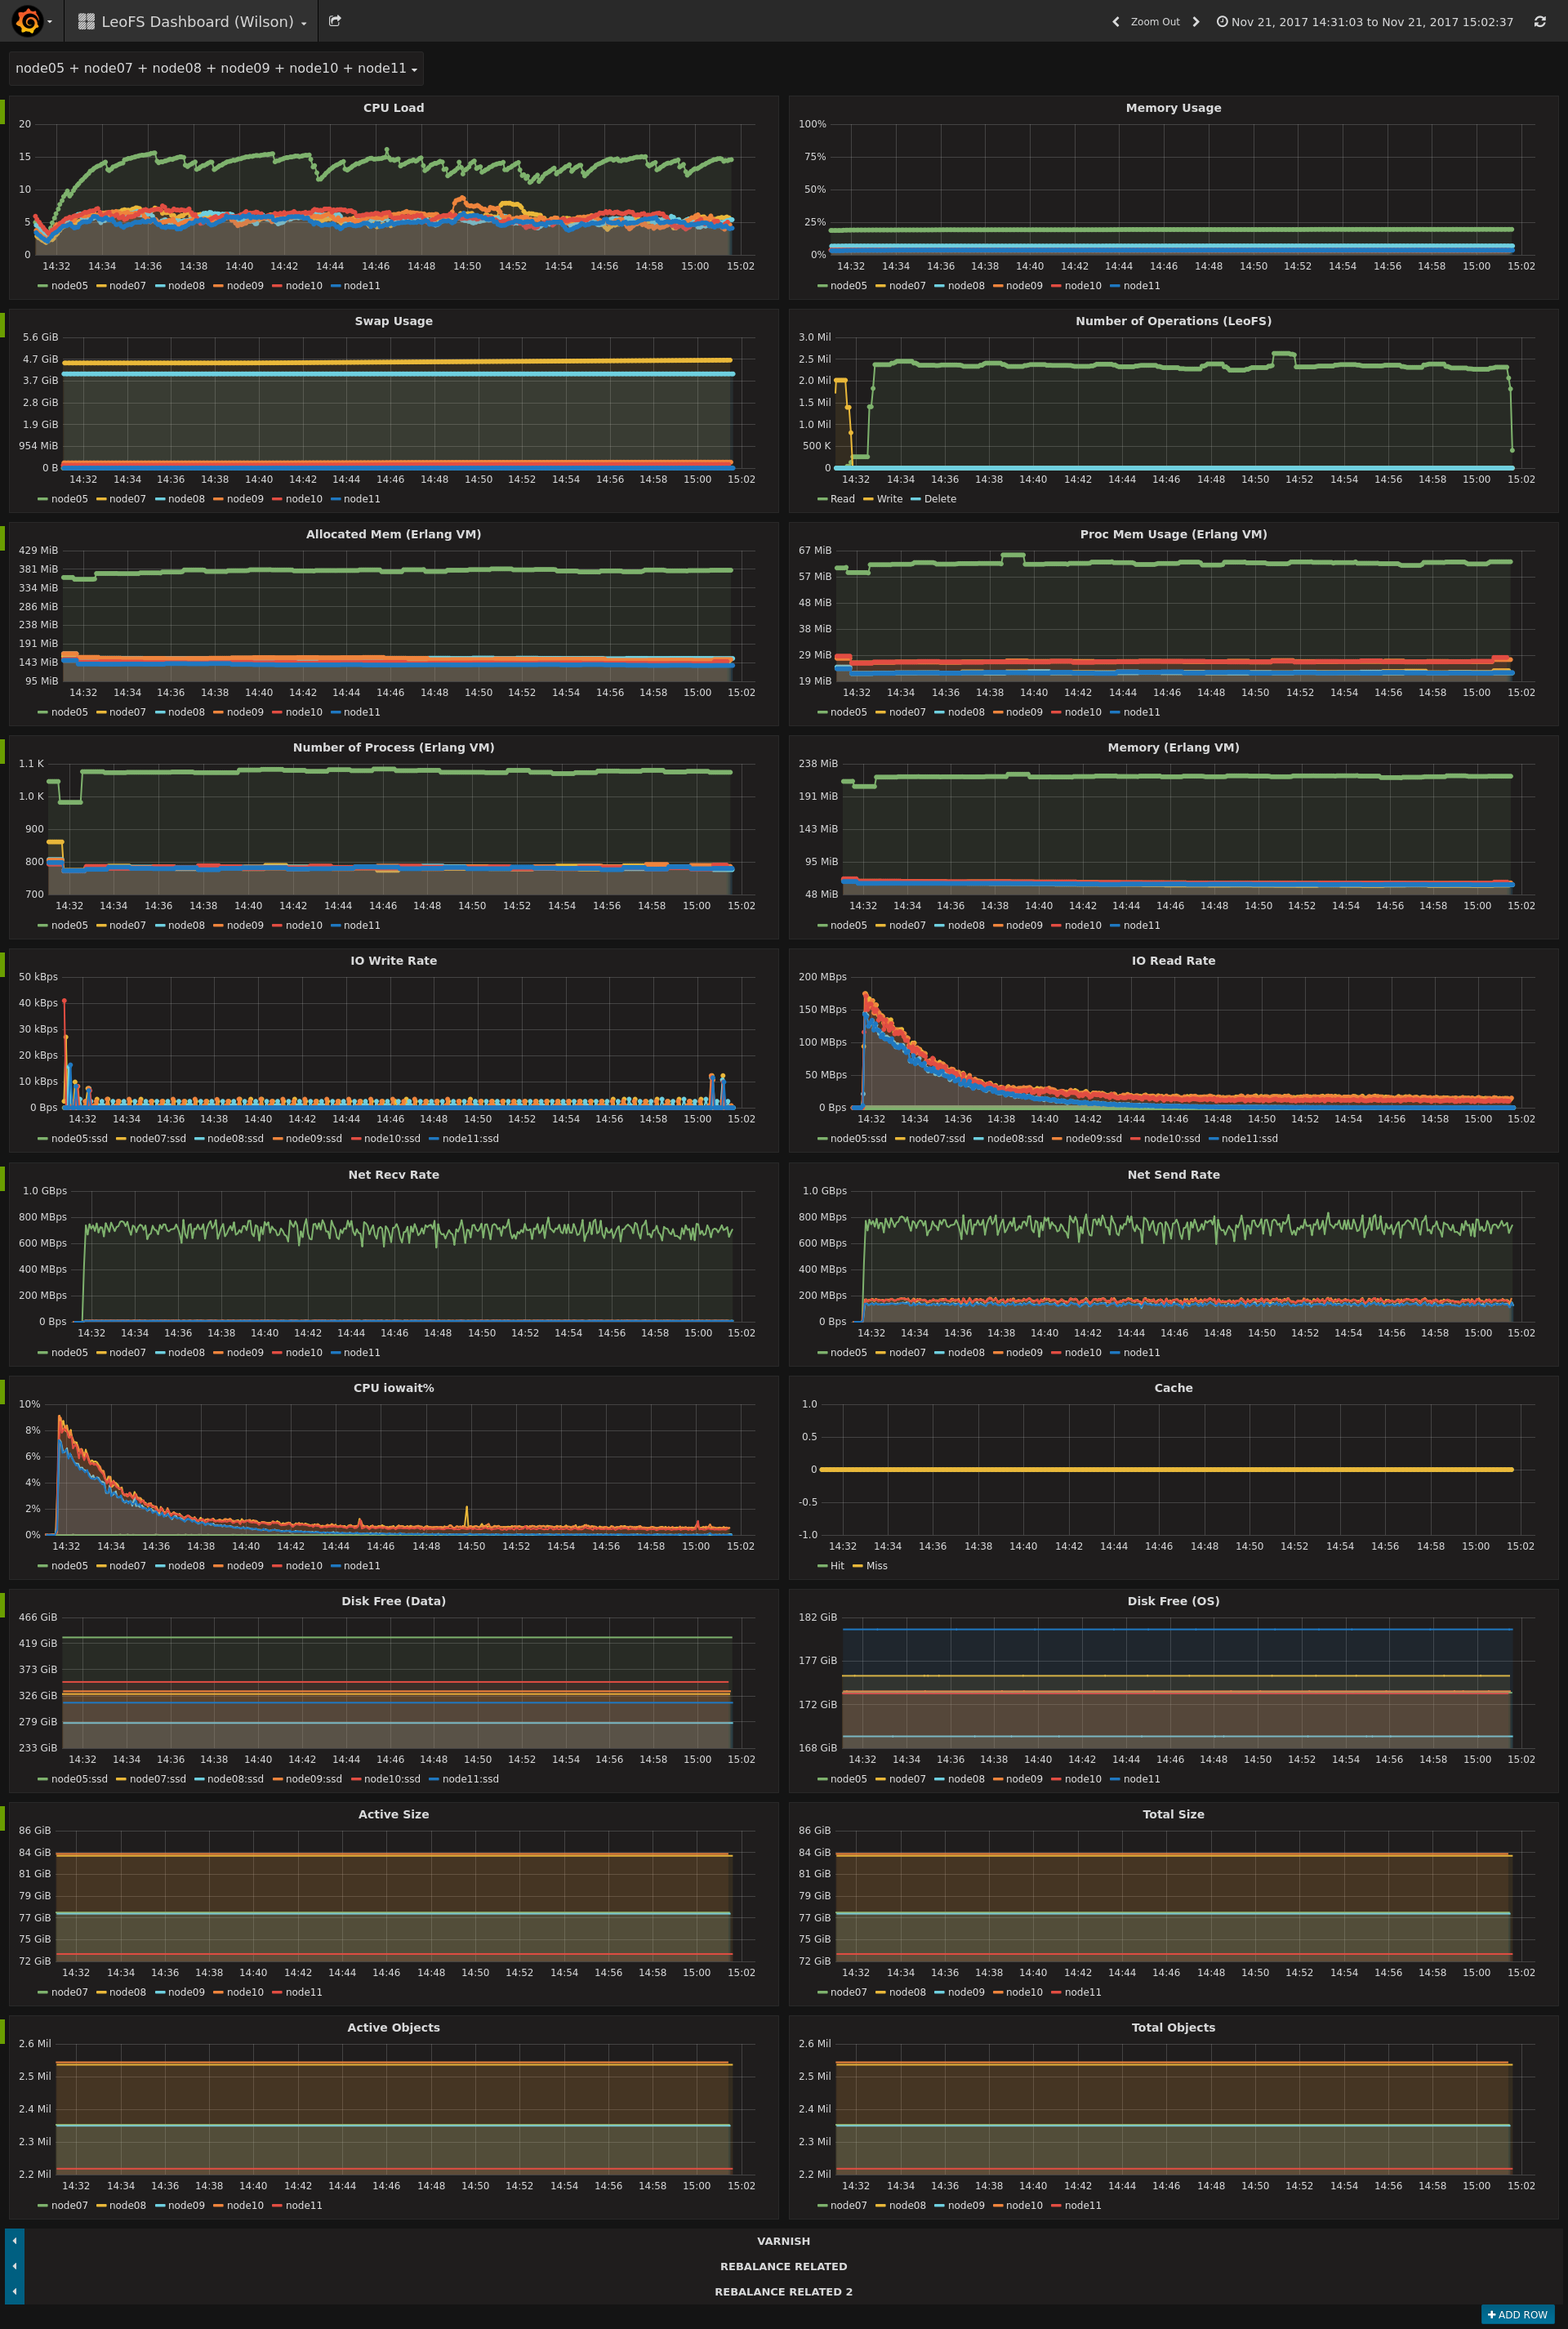 LeoFS Dashboard (Wilson)
Zoom Out
Nov 21, 2017 14:31:03 to Nov 21, 2017 15:02:37
node05 + node07 + node08 + node09 + node10 + node11
CPU Load
20
15
10
5
0
14:32 14:34 14:36 14:38 14:40 14:42 14:44 14:46 14:48 14:50 14:52 14:54 14:56 14:58 15:00 15:02
node05 node07 node08 node09 node10 node11
Memory Usage
100%
75%
50%
25%
0%
14:32 14:34 14:36 14:38 14:40 14:42 14:44 14:46 14:48 14:50 14:52 14:54 14:56 14:58 15:00 15:02
node05 node07 node08 node09 node10 node11
Swap Usage
5.6 GiB
4.7 GiB
3.7 GiB
2.8 GiB
1.9 GiB
954 MiB
0 B
14:32 14:34 14:36 14:38 14:40 14:42 14:44 14:46 14:48 14:50 14:52 14:54 14:56 14:58 15:00 15:02
node05 node07 node08 node09 node10 node11
Number of Operations (LeoFS)
3.0 Mil
2.5 Mil
2.0 Mil
1.5 Mil
1.0 Mil
500 K
0
14:32 14:34 14:36 14:38 14:40 14:42 14:44 14:46 14:48 14:50 14:52 14:54 14:56 14:58 15:00 15:02
Read Write Delete
Allocated Mem (Erlang VM)
429 MiB
381 MiB
334 MiB
286 MiB
238 MiB
191 MiB
143 MiB
95 MiB
14:32 14:34 14:36 14:38 14:40 14:42 14:44 14:46 14:48 14:50 14:52 14:54 14:56 14:58 15:00 15:02
node05 node07 node08 node09 node10 node11
Proc Mem Usage (Erlang VM)
67 MiB
57 MiB
48 MiB
38 MiB
29 MiB
19 MiB
14:32 14:34 14:36 14:38 14:40 14:42 14:44 14:46 14:48 14:50 14:52 14:54 14:56 14:58 15:00 15:02
node05 node07 node08 node09 node10 node11
Number of Process (Erlang VM)
1.1 K
1.0 K
900
800
700
14:32 14:34 14:36 14:38 14:40 14:42 14:44 14:46 14:48 14:50 14:52 14:54 14:56 14:58 15:00 15:02
node05 node07 node08 node09 node10 node11
Memory (Erlang VM)
238 MiB
191 MiB
143 MiB
95 MiB
48 MiB
14:32 14:34 14:36 14:38 14:40 14:42 14:44 14:46 14:48 14:50 14:52 14:54 14:56 14:58 15:00 15:02
node05 node07 node08 node09 node10 node11
IO Write Rate
50 kBps
40 kBps
30 kBps
20 kBps
10 kBps
0 Bps
14:32 14:34 14:36 14:38 14:40 14:42 14:44 14:46 14:48 14:50 14:52 14:54 14:56 14:58 15:00 15:02
node05:ssd node07:ssd node08:ssd node09:ssd node10:ssd node11:ssd
IO Read Rate
200 MBps
150 MBps
100 MBps
50 MBps
0 Bps
14:32 14:34 14:36 14:38 14:40 14:42 14:44 14:46 14:48 14:50 14:52 14:54 14:56 14:58 15:00 15:02
node05:ssd node07:ssd node08:ssd node09:ssd node10:ssd node11:ssd
Net Recv Rate
1.0 GBps
800 MBps
600 MBps
400 MBps
200 MBps
0 Bps
14:32 14:34 14:36 14:38 14:40 14:42 14:44 14:46 14:48 14:50 14:52 14:54 14:56 14:58 15:00 15:02
node05 node07 node08 node09 node10 node11
Net Send Rate
1.0 GBps
800 MBps
600 MBps
400 MBps
200 MBps
0 Bps
14:32 14:34 14:36 14:38 14:40 14:42 14:44 14:46 14:48 14:50 14:52 14:54 14:56 14:58 15:00 15:02
node05 node07 node08 node09 node10 node11
CPU iowait%
10%
8%
6%
4%
2%
0%
14:32 14:34 14:36 14:38 14:40 14:42 14:44 14:46 14:48 14:50 14:52 14:54 14:56 14:58 15:00 15:02
node05 node07 node08 node09 node10 node11
Cache
1.0
0.5
0
-0.5
-1.0
14:32 14:34 14:36 14:38 14:40 14:42 14:44 14:46 14:48 14:50 14:52 14:54 14:56 14:58 15:00 15:02
Hit Miss
Disk Free (Data)
466 GiB
419 GiB
373 GiB
326 GiB
279 GiB
233 GiB
14:32 14:34 14:36 14:38 14:40 14:42 14:44 14:46 14:48 14:50 14:52 14:54 14:56 14:58 15:00 15:02
node05:ssd node07:ssd node08:ssd node09:ssd node10:ssd node11:ssd
Disk Free (OS)
182 GiB
177 GiB
172 GiB
168 GiB
14:32 14:34 14:36 14:38 14:40 14:42 14:44 14:46 14:48 14:50 14:52 14:54 14:56 14:58 15:00 15:02
node05 node07 node08 node09 node10 node11
Active Size
86 GiB
84 GiB
81 GiB
79 GiB
77 GiB
75 GiB
72 GiB
14:32 14:34 14:36 14:38 14:40 14:42 14:44 14:46 14:48 14:50 14:52 14:54 14:56 14:58 15:00 15:02
node07 node08 node09 node10 node11
Total Size
86 GiB
84 GiB
81 GiB
79 GiB
77 GiB
75 GiB
72 GiB
14:32 14:34 14:36 14:38 14:40 14:42 14:44 14:46 14:48 14:50 14:52 14:54 14:56 14:58 15:00 15:02
node07 node08 node09 node10 node11
Active Objects
2.6 Mil
2.5 Mil
2.4 Mil
2.3 Mil
2.2 Mil
14:32 14:34 14:36 14:38 14:40 14:42 14:44 14:46 14:48 14:50 14:52 14:54 14:56 14:58 15:00 15:02
node07 node08 node09 node10 node11
Total Objects
2.6 Mil
2.5 Mil
2.4 Mil
2.3 Mil
2.2 Mil
14:32 14:34 14:36 14:38 14:40 14:42 14:44 14:46 14:48 14:50 14:52 14:54 14:56 14:58 15:00 15:02
node07 node08 node09 node10 node11
VARNISH
REBALANCE RELATED
REBALANCE RELATED 2
ADD ROW